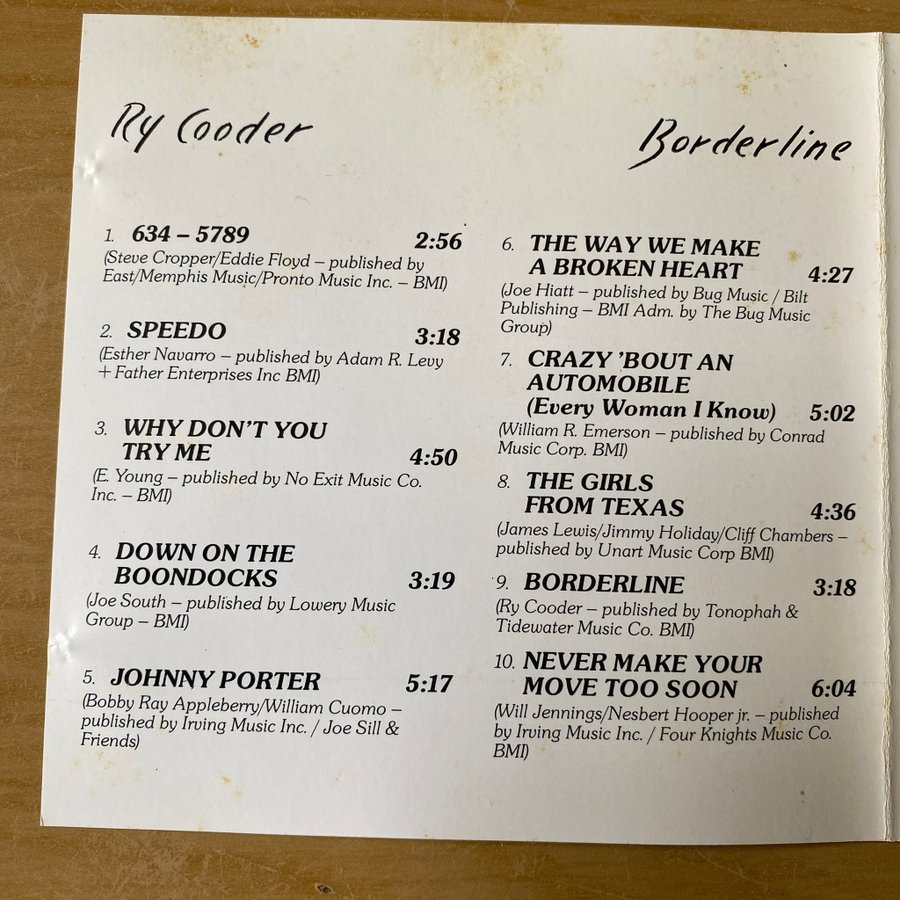 Ry Cooder
Borderline
1. 634 – 5789 2:56
(Steve Cropper/Eddie Floyd – published by
East/Memphis Music/Pronto Music Inc. – BMI)
2. SPEEDO 3:18
(Esther Navarro – published by Adam R. Levy
+ Father Enterprises Inc BMI)
3. WHY DON'T YOU
TRY ME 4:50
(E. Young – published by No Exit Music Co.
Inc. – BMI)
4. DOWN ON THE
BOONDOCKS 3:19
(Joe South – published by Lowery Music
Group – BMI)
5. JOHNNY PORTER 5:17
(Bobby Ray Appleberry/William Cuomo –
published by Irving Music Inc. / Joe Sill &
Friends)
6. THE WAY WE MAKE
A BROKEN HEART 4:27
(Joe Hiatt – published by Bug Music / Bilt
Publishing – BMI Adm. by The Bug Music
Group)
7. CRAZY 'BOUT AN
AUTOMOBILE
(Every Woman I Know) 5:02
(William R. Emerson – published by Conrad
Music Corp. BMI)
8. THE GIRLS
FROM TEXAS 4:36
(James Lewis/Jimmy Holiday/Cliff Chambers –
published by Unart Music Corp BMI)
9. BORDERLINE 3:18
(Ry Cooder – published by Tonophah &
Tidewater Music Co. BMI)
10. NEVER MAKE YOUR
MOVE TOO SOON 6:04
(Will Jennings/Nesbert Hooper jr. – published
by Irving Music Inc. / Four Knights Music Co.
BMI)